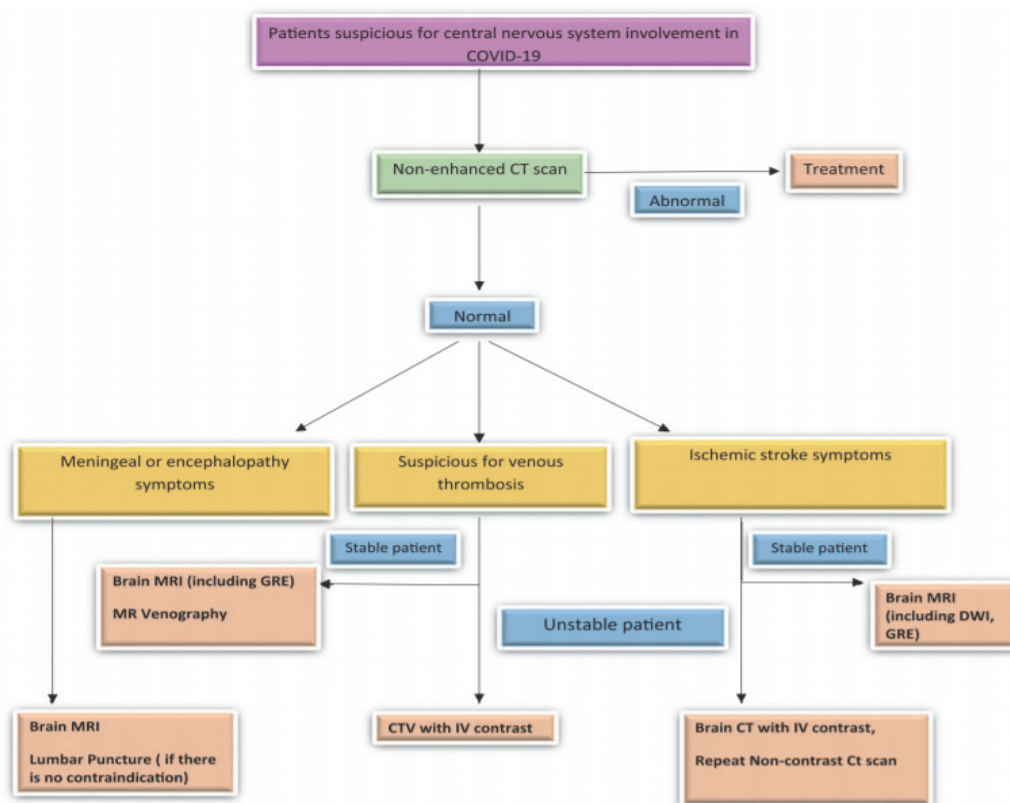 Patients suspicious for central nervous system involvement in
COVID-19
Non-enhanced CT scan
Treatment
Abnormal
Normal
Meningeal or encephalopathy
symptoms
Suspicious for venous
thrombosis
Ischemic stroke symptoms
Stable patient
Stable patient
Brain MRI (including GRE)
MR Venography
Brain MRI
(including DWI,
GRE)
Unstable patient
Brain MRI
Lumbar Puncture ( if there
is no contraindication)
CTV with IV contrast
Brain CT with IV contrast,
Repeat Non-contrast Ct scan